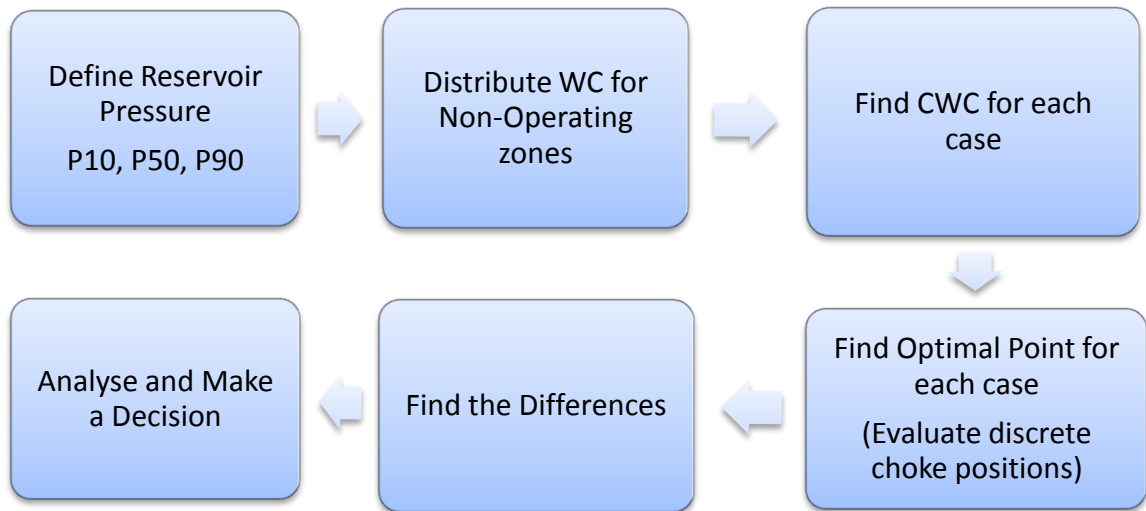 Define Reservoir
Pressure
P10, P50, P90
Distribute WC for
Non-Operating
zones
Find CWC for each
case
Find Optimal Point for
each case
(Evaluate discrete
choke positions)
Find the Differences
Analyse and Make
a Decision